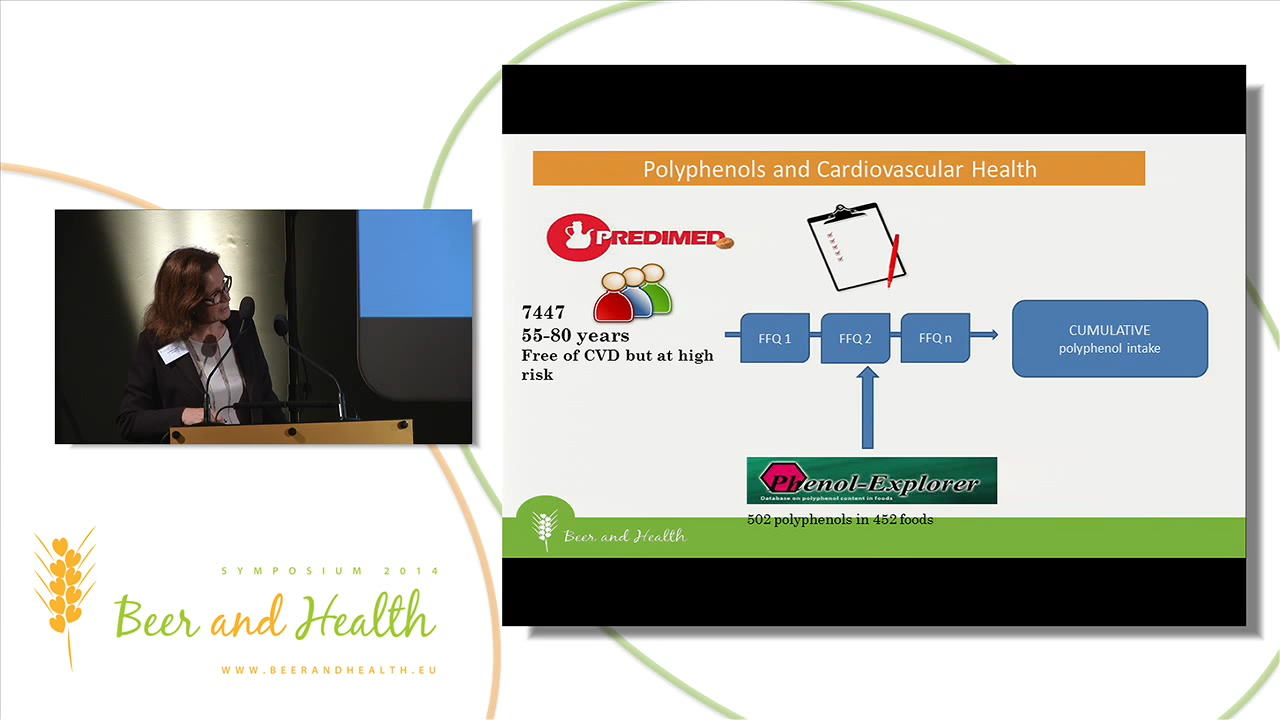 Polyphenols and Cardiovascular Health
PREDIMED
7447
55-80 years
Free of CVD but at high
risk
FFQ 1
FFQ 2
FFQ n
CUMULATIVE
polyphenol intake
Phenol-Explorer
Database on polyphenol content in foods
502 polyphenols in 452 foods
Beer and Health
SYMPOSIUM 2014
Beer and Health
WWW.BEERANDHEALTH.EU